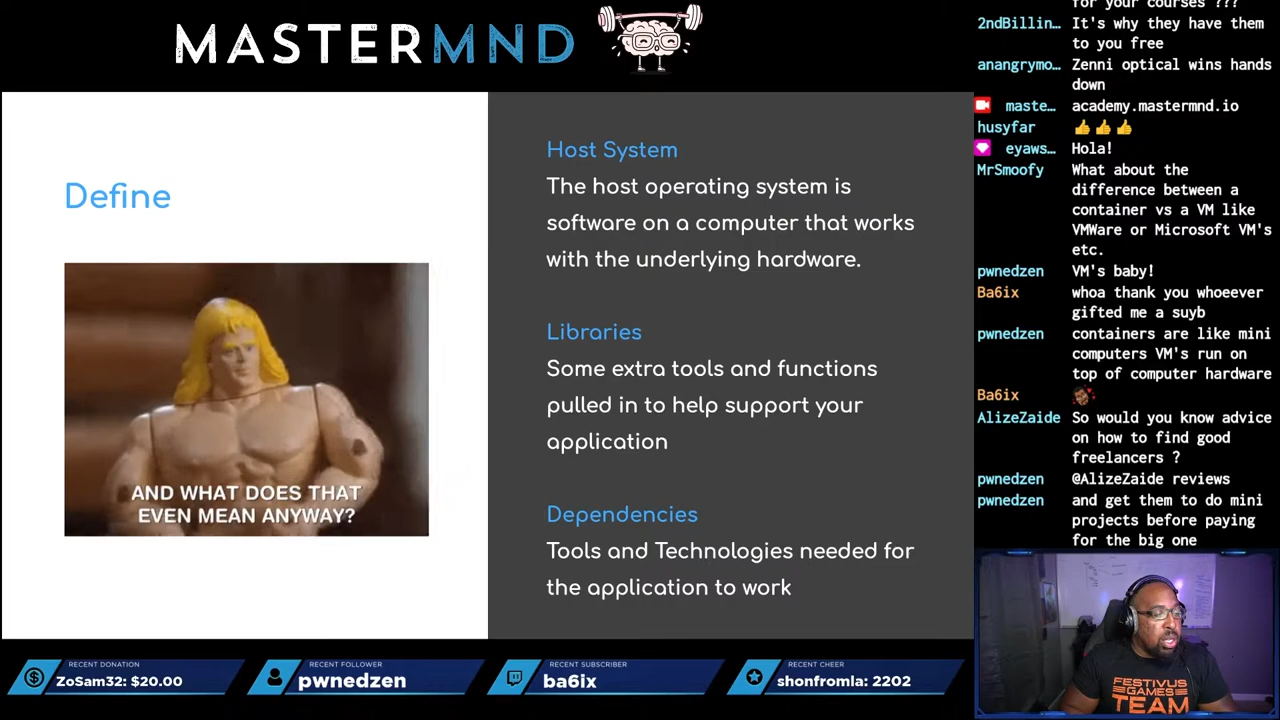 MASTERMND
Define
AND WHAT DOES THAT
EVEN MEAN ANYWAY?
Host System
The host operating system is
software on a computer that works
with the underlying hardware.
Libraries
Some extra tools and functions
pulled in to help support your
application
Dependencies
Tools and Technologies needed for
the application to work
for your courses ???
2ndBillin… It's why they have them
to you free
anangrymo… Zenni optical wins hands
down
maste… academy.mastermnd.io
husyfar 👍👍👍
eyaws… Hola!
MrSmoofy What about the
difference between a
container vs a VM like
VMWare or Microsoft VM's
etc.
pwnedzen VM's baby!
Ba6ix whoa thank you whoeever
gifted me a suyb
pwnedzen containers are like mini
computers VM's run on
top of computer hardware
Ba6ix
AlizeZaide So would you know advice
on how to find good
freelancers ?
pwnedzen @AlizeZaide reviews
pwnedzen and get them to do mini
projects before paying
for the big one
FESTIVUS
GAMES
TEAM
RECENT DONATION
ZoSam32: $20.00
RECENT FOLLOWER
pwnedzen
RECENT SUBSCRIBER
ba6ix
RECENT CHEER
shonfromla: 2202